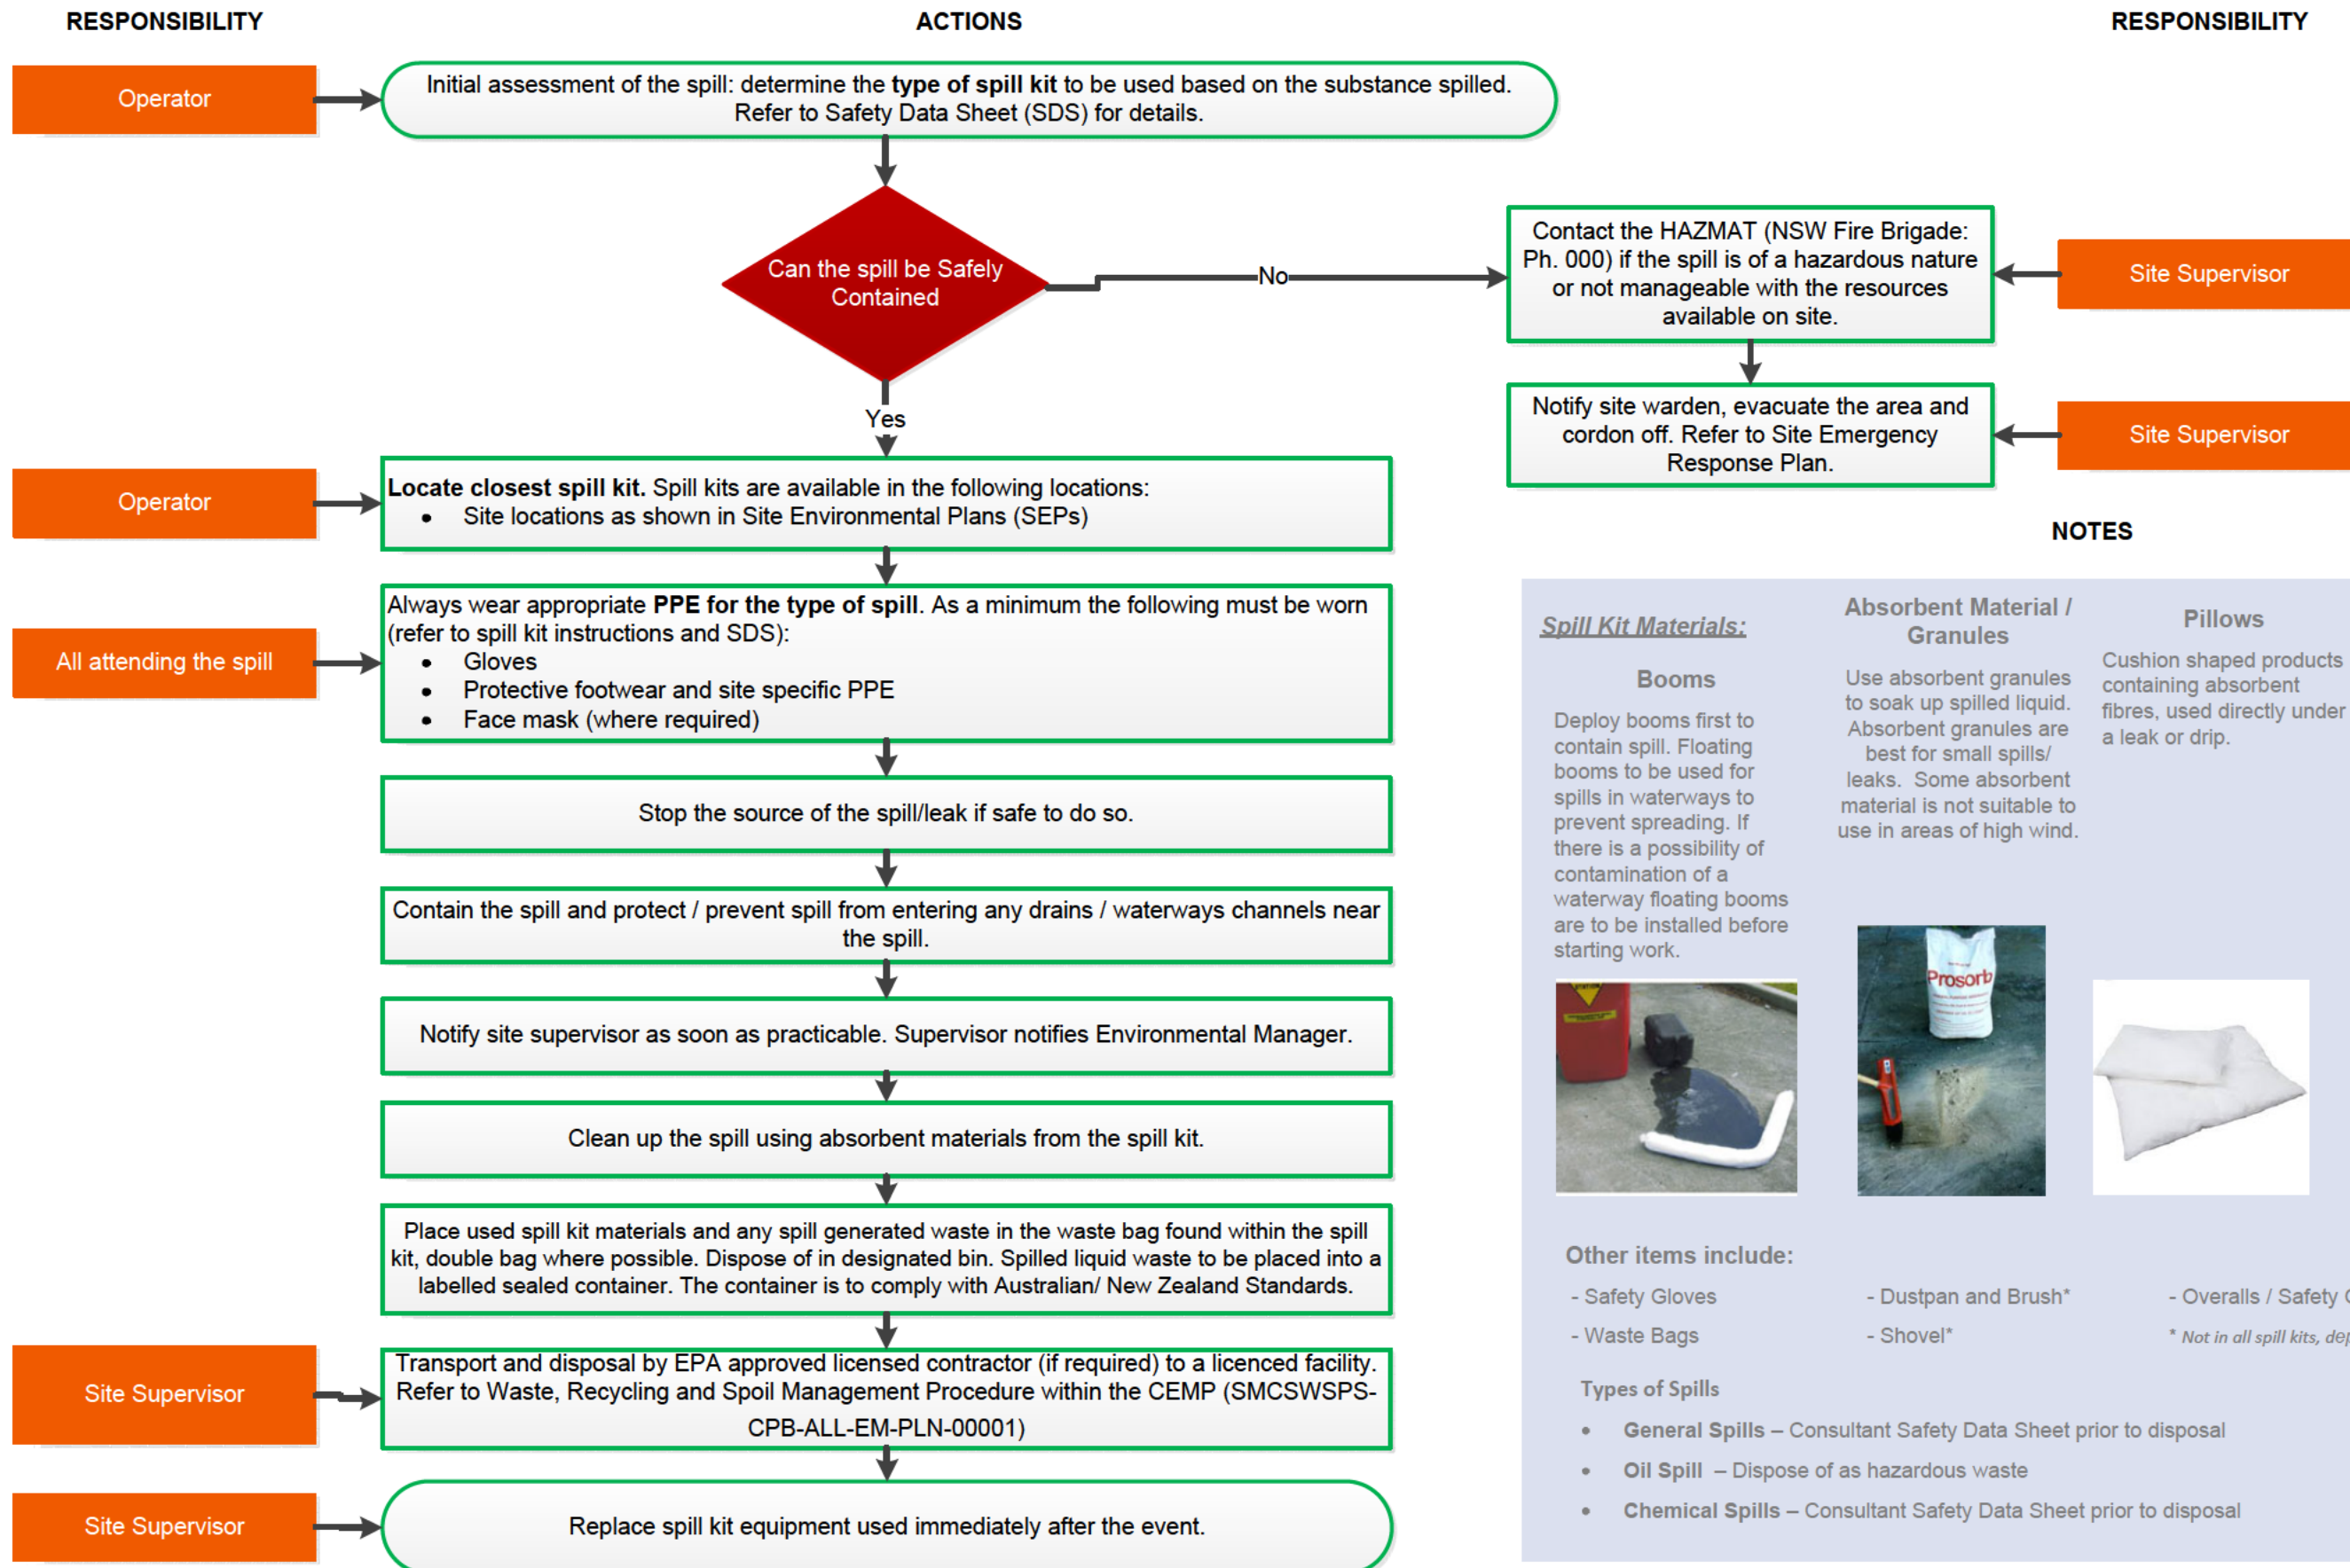 RESPONSIBILITY
ACTIONS
RESPONSIBILITY
Operator
Initial assessment of the spill: determine the type of spill kit to be used based on the substance spilled.
Refer to Safety Data Sheet (SDS) for details.
Can the spill be Safely
Contained
No
Contact the HAZMAT (NSW Fire Brigade:
Ph. 000) if the spill is of a hazardous nature
or not manageable with the resources
available on site.
Site Supervisor
Notify site warden, evacuate the area and
cordon off. Refer to Site Emergency
Response Plan.
Site Supervisor
Yes
Operator
Locate closest spill kit. Spill kits are available in the following locations:
• Site locations as shown in Site Environmental Plans (SEPs)
All attending the spill
Always wear appropriate PPE for the type of spill. As a minimum the following must be worn
(refer to spill kit instructions and SDS):
• Gloves
• Protective footwear and site specific PPE
• Face mask (where required)
Stop the source of the spill/leak if safe to do so.
Contain the spill and protect / prevent spill from entering any drains / waterways channels near
the spill.
Notify site supervisor as soon as practicable. Supervisor notifies Environmental Manager.
Clean up the spill using absorbent materials from the spill kit.
Place used spill kit materials and any spill generated waste in the waste bag found within the spill
kit, double bag where possible. Dispose of in designated bin. Spilled liquid waste to be placed into a
labelled sealed container. The container is to comply with Australian/ New Zealand Standards.
Site Supervisor
Transport and disposal by EPA approved licensed contractor (if required) to a licenced facility.
Refer to Waste, Recycling and Spoil Management Procedure within the CEMP (SMCSWSPS-
CPB-ALL-EM-PLN-00001)
Site Supervisor
Replace spill kit equipment used immediately after the event.
NOTES
Spill Kit Materials:
Booms
Deploy booms first to
contain spill. Floating
booms to be used for
spills in waterways to
prevent spreading. If
there is a possibility of
contamination of a
waterway floating booms
are to be installed before
starting work.
Absorbent Material /
Granules
Use absorbent granules
to soak up spilled liquid.
Absorbent granules are
best for small spills/
leaks. Some absorbent
material is not suitable to
use in areas of high wind.
Prosorb
Pillows
Cushion shaped products
containing absorbent
fibres, used directly under
a leak or drip.
Other items include:
- Safety Gloves
- Dustpan and Brush*
- Overalls / Safety
- Waste Bags
- Shovel*
* Not in all spill kits,
Types of Spills
• General Spills – Consultant Safety Data Sheet prior to disposal
• Oil Spill – Dispose of as hazardous waste
• Chemical Spills – Consultant Safety Data Sheet prior to disposal